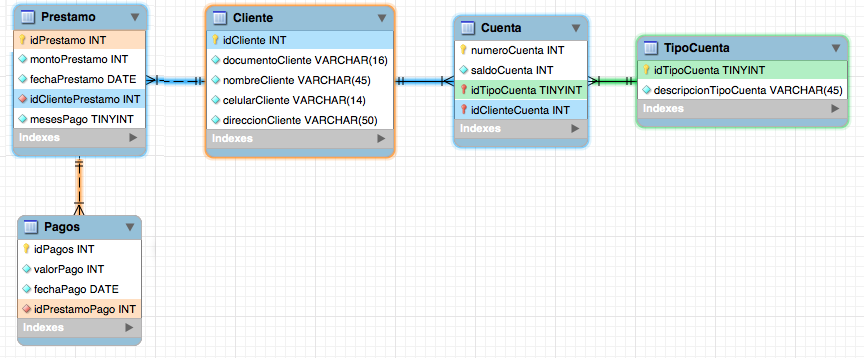 Prestamo
idPrestamo INT
montoPrestamo INT
fechaPrestamo DATE
idClientePrestamo INT
mesesPago TINYINT
Indexes
Cliente
idCliente INT
documentoCliente VARCHAR(16)
nombreCliente VARCHAR(45)
celularCliente VARCHAR(14)
direccionCliente VARCHAR(50)
Indexes
Cuenta
numeroCuenta INT
saldoCuenta INT
idTipoCuenta TINYINT
idClienteCuenta INT
Indexes
TipoCuenta
idTipoCuenta TINYINT
descripcionTipoCuenta VARCHAR(45)
Indexes
Pagos
idPagos INT
valorPago INT
fechaPago DATE
idPrestamoPago INT
Indexes